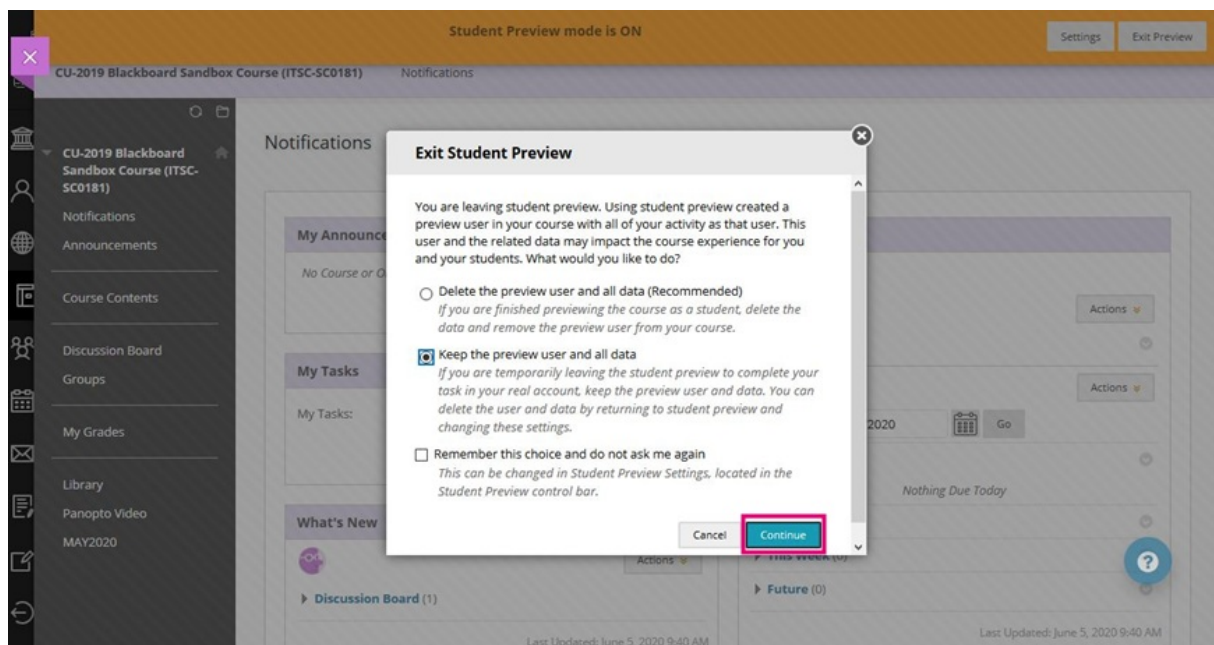 Student Preview mode is ON
Settings
Exit Preview
CU-2019 Blackboard Sandbox Course (ITSC-SC0181)
Notifications
CU-2019 Blackboard
Sandbox Course (ITSC-
SC0181)
Notifications
Announcements
Course Contents
Discussion Board
Groups
My Grades
Library
Panopto Video
MAY2020
Notifications
My Announce
No Course or O
My Tasks
My Tasks:
What's New
Actions
Discussion Board (1)
Last Updated: June 5, 2020 9:40 AM
Exit Student Preview
You are leaving student preview. Using student preview created a
preview user in your course with all of your activity as that user. This
user and the related data may impact the course experience for you
and your students. What would you like to do?
Delete the preview user and all data (Recommended)
If you are finished previewing the course as a student, delete the
data and remove the preview user from your course.
Keep the preview user and all data
If you are temporarily leaving the student preview to complete your
task in your real account, keep the preview user and data. You can
delete the user and data by returning to student preview and
changing these settings.
Remember this choice and do not ask me again
This can be changed in Student Preview Settings, located in the
Student Preview control bar.
Cancel
Continue
Actions
Actions
2020
Go
Nothing Due Today
This Week (0)
Future (0)
Last Updated: June 5, 2020 9:40 AM
?